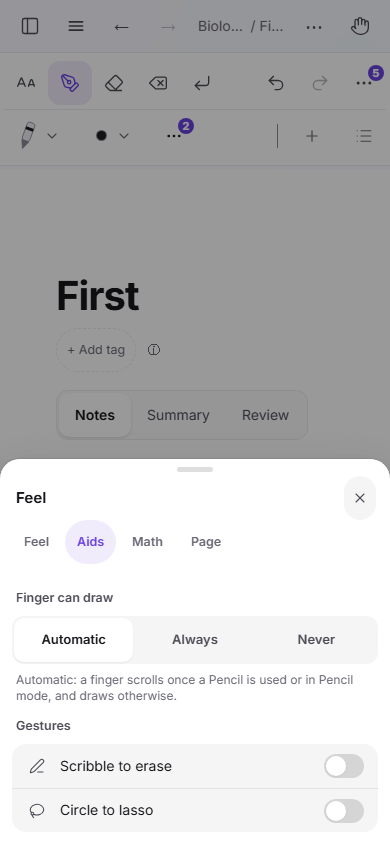 Biolo... / Fi...
AA
5
2
First
+ Add tag
Notes Summary Review
Feel
Feel Aids Math Page
Finger can draw
Automatic Always Never
Automatic: a finger scrolls once a Pencil is used or in Pencil
mode, and draws otherwise.
Gestures
Scribble to erase
Circle to lasso